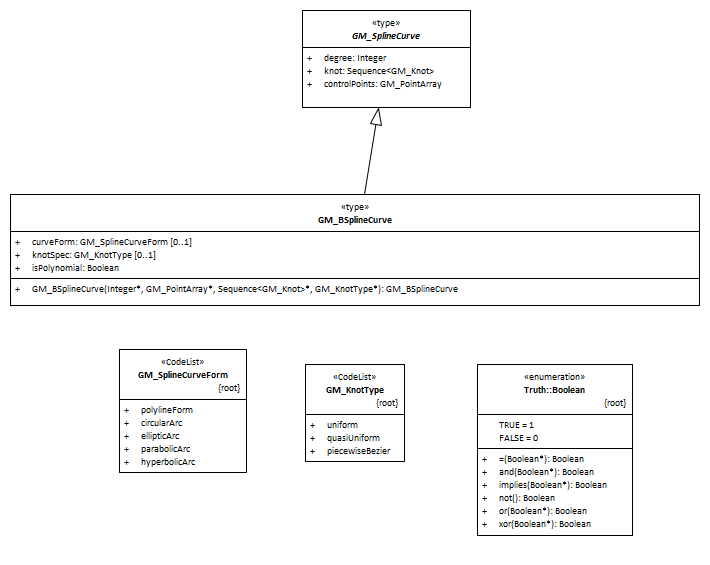 «type»
GM_SplineCurve
+ degree: Integer
+ knot: Sequence<GM_Knot>
+ controlPoints: GM_PointArray
«type»
GM_BSplineCurve
+ curveForm: GM_SplineCurveForm [0..1]
+ knotSpec: GM_KnotType [0..1]
+ isPolynomial: Boolean
+ GM_BSplineCurve(Integer*, GM_PointArray*, Sequence<GM_Knot>*, GM_KnotType*): GM_BSplineCurve
«CodeList»
GM_SplineCurveForm
{root}
+ polylineForm
+ circularArc
+ ellipticArc
+ parabolicArc
+ hyperbolicArc
«CodeList»
GM_KnotType
{root}
+ uniform
+ quasiUniform
+ piecewiseBezier
«enumeration»
Truth::Boolean
{root}
TRUE = 1
FALSE = 0
+ =(Boolean*): Boolean
+ and(Boolean*): Boolean
+ implies(Boolean*): Boolean
+ not(): Boolean
+ or(Boolean*): Boolean
+ xor(Boolean*): Boolean